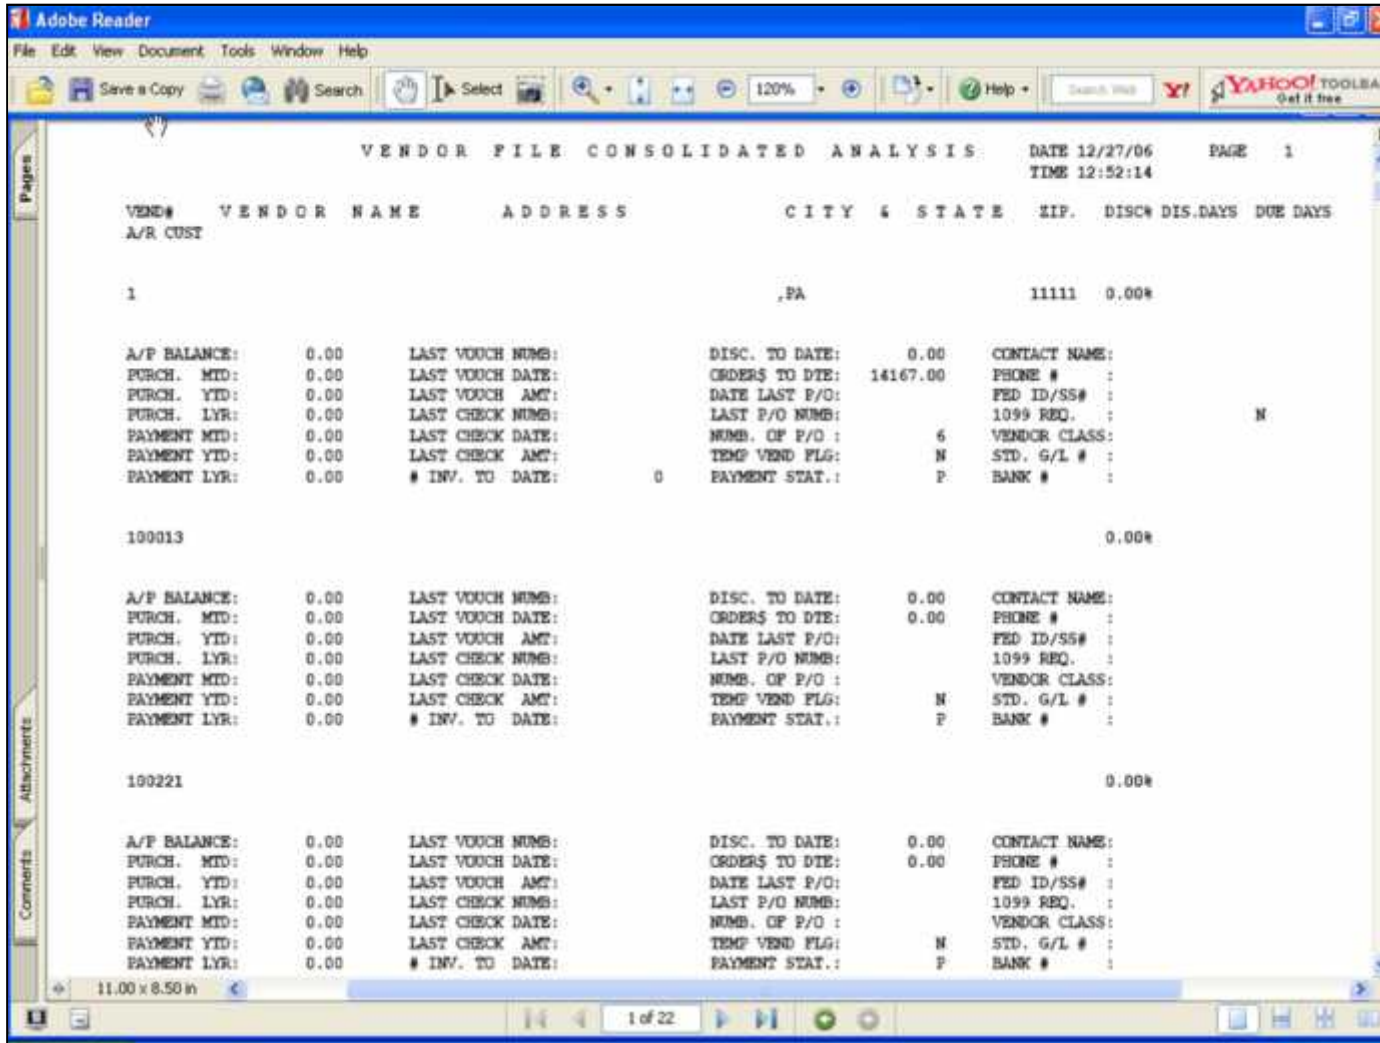 Adobe Reader
File Edit View Document Tools Window Help
Save a Copy Search Select 120% Help Search Web Y! YAHOO! TOOLBA
Get it free
Pages
VENDOR FILE CONSOLIDATED ANALYSIS DATE 12/27/06 PAGE 1
TIME 12:52:14
VEND# VENDOR NAME ADDRESS CITY & STATE ZIP. DISC% DIS.DAYS DUE DAYS
A/R CUST
1 ,PA 11111 0.00%
A/P BALANCE: 0.00 LAST VOUCH NUMB: DISC. TO DATE: 0.00 CONTACT NAME:
PURCH. MTD: 0.00 LAST VOUCH DATE: ORDER$ TO DTE: 14167.00 PHONE # :
PURCH. YTD: 0.00 LAST VOUCH AMT: DATE LAST P/O: FED ID/SS# :
PURCH. LYR: 0.00 LAST CHECK NUMB: LAST P/O NUMB: 1099 REQ. : N
PAYMENT MTD: 0.00 LAST CHECK DATE: NUMB. OF P/O : 6 VENDOR CLASS:
PAYMENT YTD: 0.00 LAST CHECK AMT: TEMP VEND FLG: N STD. G/L # :
PAYMENT LYR: 0.00 # INV. TO DATE: 0 PAYMENT STAT.: P BANK # :
100013 0.00%
A/P BALANCE: 0.00 LAST VOUCH NUMB: DISC. TO DATE: 0.00 CONTACT NAME:
PURCH. MTD: 0.00 LAST VOUCH DATE: ORDER$ TO DTE: 0.00 PHONE # :
PURCH. YTD: 0.00 LAST VOUCH AMT: DATE LAST P/O: FED ID/SS# :
PURCH. LYR: 0.00 LAST CHECK NUMB: LAST P/O NUMB: 1099 REQ. :
PAYMENT MTD: 0.00 LAST CHECK DATE: NUMB. OF P/O : VENDOR CLASS:
PAYMENT YTD: 0.00 LAST CHECK AMT: TEMP VEND FLG: N STD. G/L # :
PAYMENT LYR: 0.00 # INV. TO DATE: PAYMENT STAT.: P BANK # :
Attachments
100221 0.00%
A/P BALANCE: 0.00 LAST VOUCH NUMB: DISC. TO DATE: 0.00 CONTACT NAME:
PURCH. MTD: 0.00 LAST VOUCH DATE: ORDER$ TO DTE: 0.00 PHONE # :
PURCH. YTD: 0.00 LAST VOUCH AMT: DATE LAST P/O: FED ID/SS# :
PURCH. LYR: 0.00 LAST CHECK NUMB: LAST P/O NUMB: 1099 REQ. :
PAYMENT MTD: 0.00 LAST CHECK DATE: NUMB. OF P/O : VENDOR CLASS:
PAYMENT YTD: 0.00 LAST CHECK AMT: TEMP VEND FLG: N STD. G/L # :
PAYMENT LYR: 0.00 # INV. TO DATE: PAYMENT STAT.: P BANK # :
Comments
11.00 x 8.50 in
1 of 22